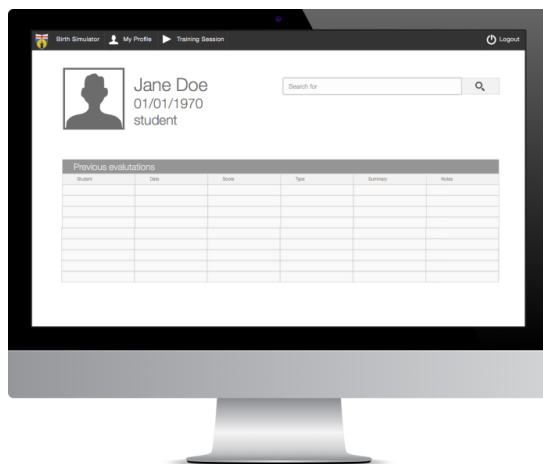 Birth Simulator My Profile Training Session Logout
Jane Doe
01/01/1970
student
Search for
Previous evalutations
Student Date Score Type Summary Notes